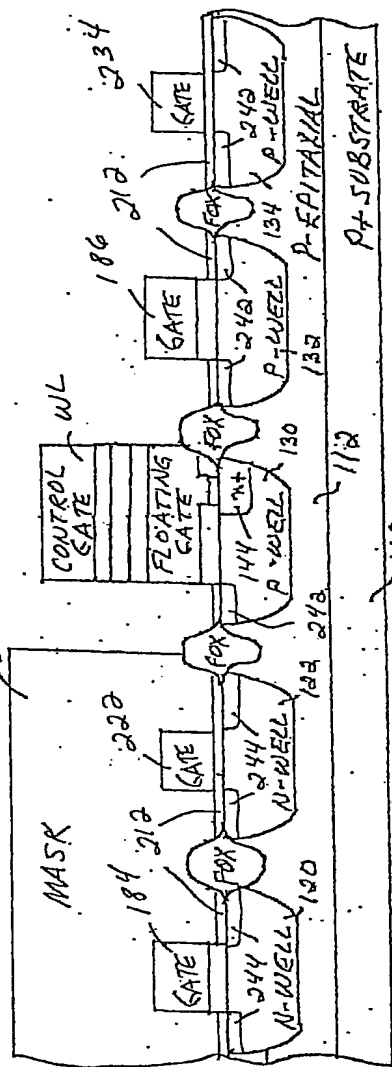 MASK
CONTROL
GATE
WL
186
212
234
184
212
222
GATE
GATE
FLOATING
GATE
GATE
GATE
FOX
FOX
FOX
FOX
244
N-WELL
120
244
N-WELL
122
242
144
n+
P-WELL
130
242
P-WELL
132
134
242
P-WELL
112
P-EPITAXIAL
P+ SUBSTRATE